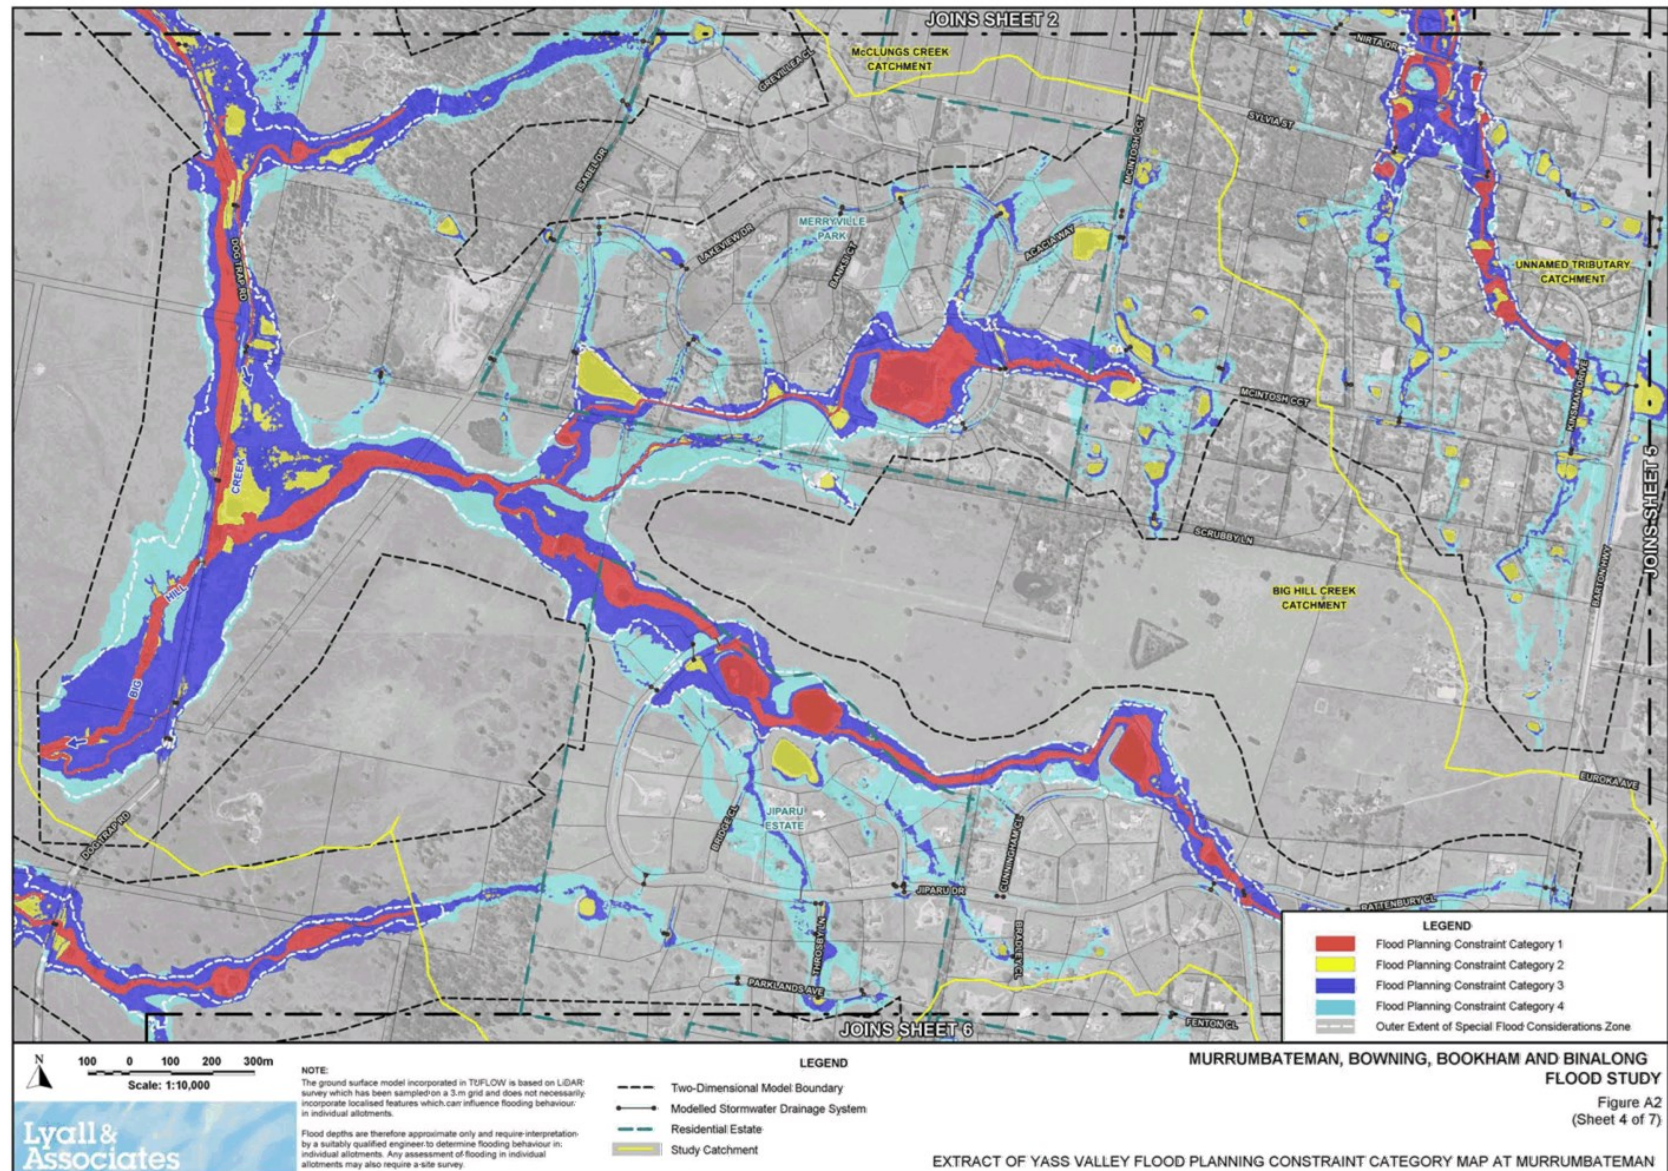 JOINS SHEET 2
NIRTA DR
McCLUNGS CREEK
CATCHMENT
GREVILLEA CL
SYLVIA ST
MCINTOSH CCT
ISABEL DR
MERRYVILLE
PARK
LAKEVIEW DR
BANKSI CT
ACACIA WAY
DOG TRAP RD
UNNAMED TRIBUTARY
CATCHMENT
KINSMAN DRIVE
MCINTOSH CCT
JOINS SHEET 5
CREEK
SCRUBBY LN
BARTON HWY
HILL
BIG HILL CREEK
CATCHMENT
BIG
EUROKA AVE
DOG TRAP RD
BRIDGE CL
JIPARU
ESTATE
CUNNINGHAM CL
JIPARU DR
RATTENBURY CL
THROSBY LN
BRADLEY CL
PARKLANDS AVE
FENTON CL
JOINS SHEET 6
LEGEND
Flood Planning Constraint Category 1
Flood Planning Constraint Category 2
Flood Planning Constraint Category 3
Flood Planning Constraint Category 4
Outer Extent of Special Flood Considerations Zone
N
100 0 100 200 300m
Scale: 1:10,000
Lyall &
Associates
NOTE:
The ground surface model incorporated in TUFLOW is based on LiDAR
survey which has been sampled on a 3 m grid and does not necessarily
incorporate localised features which can influence flooding behaviour
in individual allotments.
Flood depths are therefore approximate only and require interpretation
by a suitably qualified engineer to determine flooding behaviour in
individual allotments. Any assessment of flooding in individual
allotments may also require a site survey.
LEGEND
Two-Dimensional Model Boundary
Modelled Stormwater Drainage System
Residential Estate
Study Catchment
MURRUMBATEMAN, BOWNING, BOOKHAM AND BINALONG
FLOOD STUDY
Figure A2
(Sheet 4 of 7)
EXTRACT OF YASS VALLEY FLOOD PLANNING CONSTRAINT CATEGORY MAP AT MURRUMBATEMAN